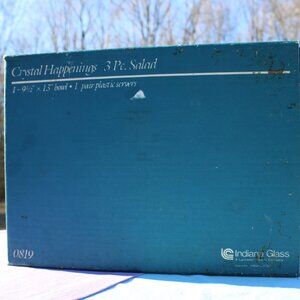 Crystal Happenings 3 Pc. Salad
1 - 9½" × 13" bowl • 1 pair plastic servers
0819
Indiana Glass